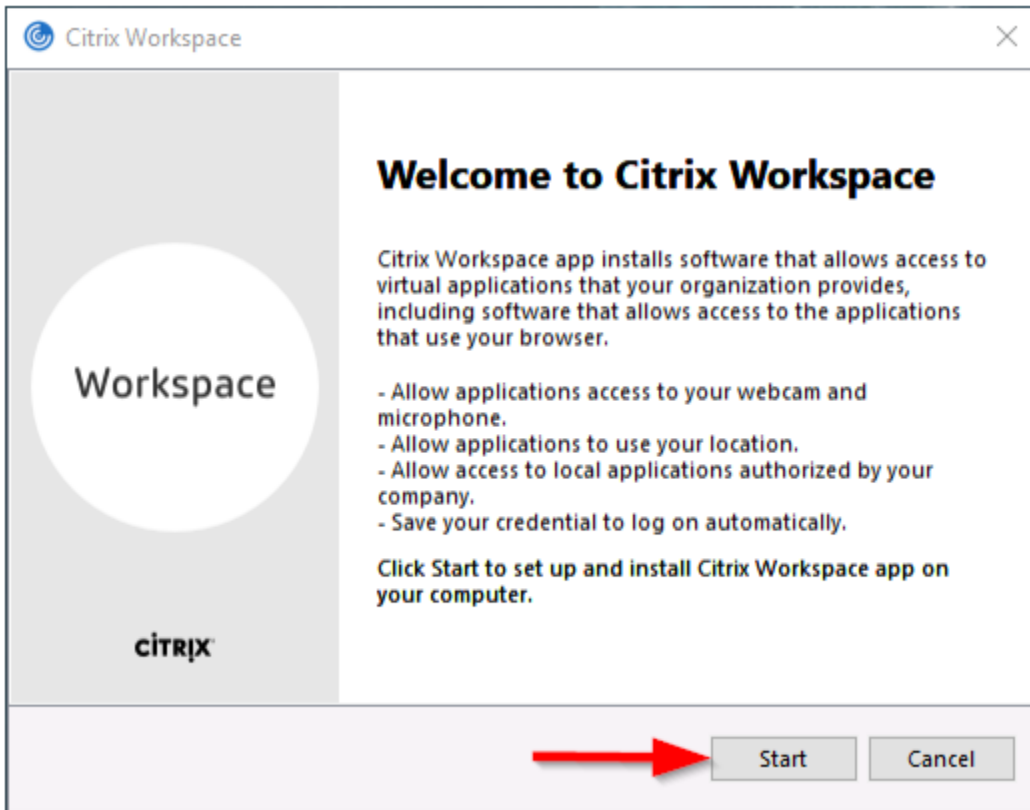 Citrix Workspace
Welcome to Citrix Workspace
Citrix Workspace app installs software that allows access to
virtual applications that your organization provides,
including software that allows access to the applications
that use your browser.
- Allow applications access to your webcam and
microphone.
- Allow applications to use your location.
- Allow access to local applications authorized by your
company.
- Save your credential to log on automatically.
Click Start to set up and install Citrix Workspace app on
your computer.
Workspace
CITRIX
Start
Cancel